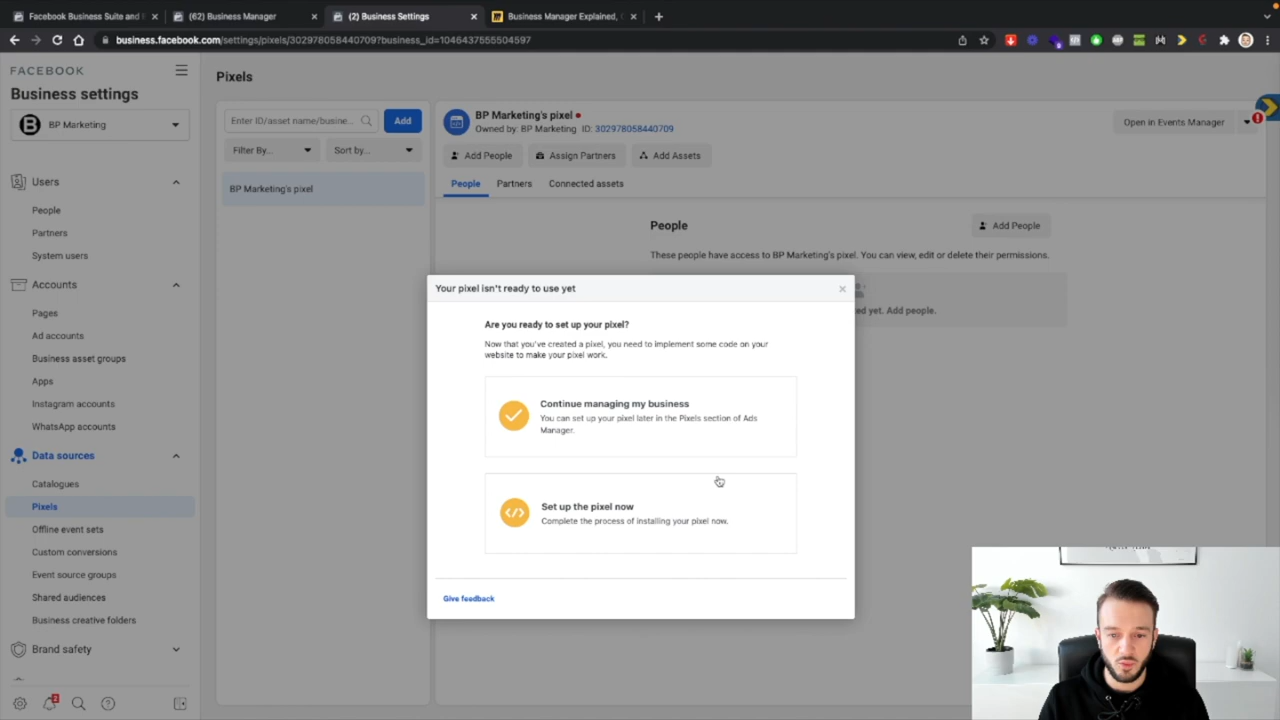 Facebook Business Suite and
(62) Business Manager
(2) Business Settings
Business Manager Explained,
business.facebook.com/settings/pixels/302978058440709?business_id=1046437555504597
FACEBOOK
Business settings
BP Marketing
Users
People
Partners
System users
Accounts
Pages
Ad accounts
Business asset groups
Apps
Instagram accounts
WhatsApp accounts
Data sources
Catalogues
Pixels
Offline event sets
Custom conversions
Event source groups
Shared audiences
Business creative folders
Brand safety
2
Pixels
Enter ID/asset name/busine...
Add
Filter By...
Sort by...
BP Marketing's pixel
BP Marketing's pixel
Owned by: BP Marketing ID: 302978058440709
Open in Events Manager
Add People
Assign Partners
Add Assets
People
Partners
Connected assets
People
Add People
These people have access to BP Marketing's pixel. You can view, edit or delete their permissions.
yet. Add people.
Your pixel isn't ready to use yet
Are you ready to set up your pixel?
Now that you've created a pixel, you need to implement some code on your
website to make your pixel work.
Continue managing my business
You can set up your pixel later in the Pixels section of Ads
Manager.
Set up the pixel now
Complete the process of installing your pixel now.
Give feedback